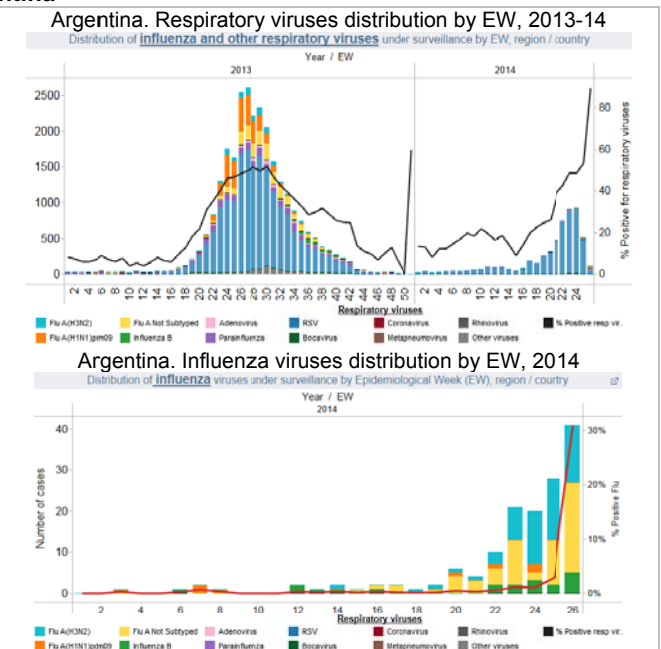 Argentina. Respiratory viruses distribution by EW, 2013-14
Distribution of influenza and other respiratory viruses under surveillance by EW, region / country
Year / EW
2013 2014
2500
2000
1500
1000
500
0
80
60
40
20
0
% Positive for respiratory viruses
2 4 6 8 10 12 14 16 18 20 22 24 26 28 30 32 34 36 38 40 42 44 46 48 50 2 4 6 8 10 12 14 16 18 20 22 24
Respiratory viruses
Flu A(H3N2) Flu A Not Subtyped Adenovirus RSV Coronavirus Rhinovirus % Positive resp vir.
Flu A(H1N1)pdm09 Influenza B Parainfluenza Bocavirus Metapneumovirus Other viruses
Argentina. Influenza viruses distribution by EW, 2014
Distribution of influenza viruses under surveillance by Epidemiological Week (EW), region / country
Year / EW
2014
Number of cases
40
30
20
10
0
30%
20%
10%
0%
% Positive Flu
2 4 6 8 10 12 14 16 18 20 22 24 26
Respiratory viruses
Flu A(H3N2) Flu A Not Subtyped Adenovirus RSV Coronavirus Rhinovirus % Positive resp vir.
Flu A(H1N1)pdm09 Influenza B Parainfluenza Bocavirus Metapneumovirus Other viruses